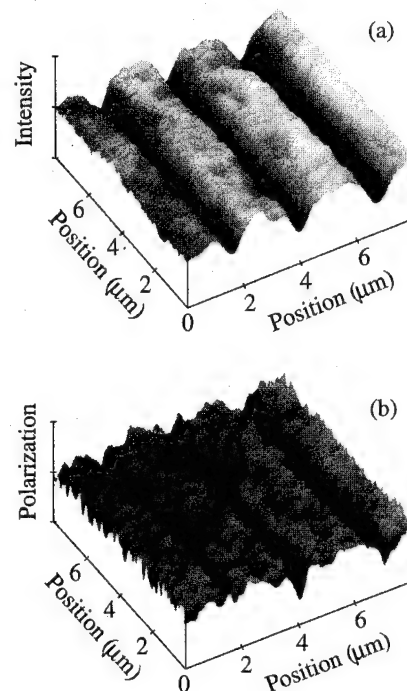 (a)
Intensity
6
4
2
0
Position (µm)
2
4
6
Position (µm)
(b)
Polarization
6
4
2
0
Position (µm)
2
4
6
Position (µm)